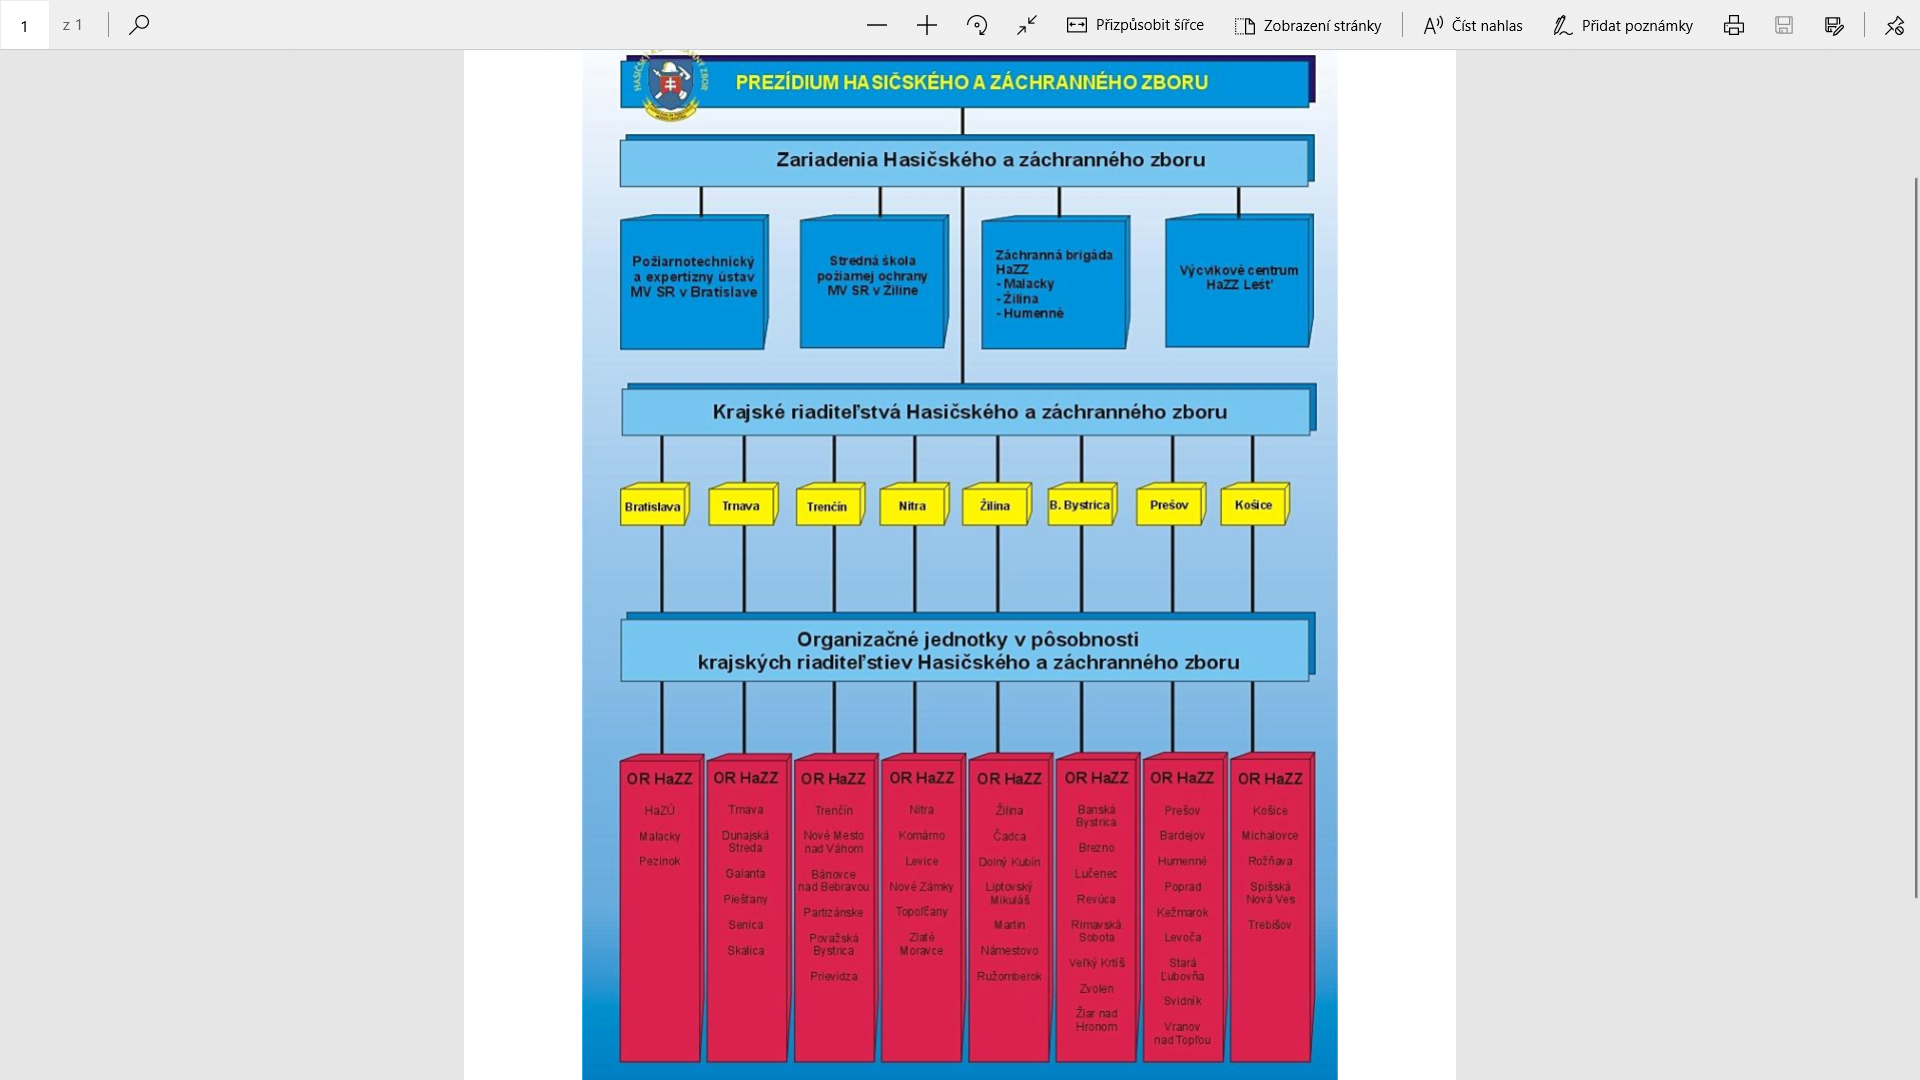 1
z 1
Přizpůsobit šířce
Zobrazení stránky
Číst nahlas
Přidat poznámky
PREZÍDIUM HASIČSKÉHO A ZÁCHRANNÉHO ZBORU
Zariadenia Hasičského a záchranného zboru
Požiarnotechnický
a expertízny ústav
MV SR v Bratislave
Stredná škola
požiarnej ochrany
MV SR v Žiline
Záchranná brigáda
HaZZ
- Malacky
- Žilina
- Humenné
Výcvikové centrum
HaZZ Lešť
Krajské riaditeľstvá Hasičského a záchranného zboru
Bratislava
Trnava
Trenčín
Nitra
Žilina
B. Bystrica
Prešov
Košice
Organizačné jednotky v pôsobnosti
krajských riaditeľstiev Hasičského a záchranného zboru
OR HaZZ
HaZÚ
Malacky
Pezinok
OR HaZZ
Trnava
Dunajská
Streda
Galanta
Piešťany
Senica
Skalica
OR HaZZ
Trenčín
Nové Mesto
nad Váhom
Bánovce
nad Bebravou
Partizánske
Považská
Bystrica
Prievidza
OR HaZZ
Nitra
Komárno
Levice
Nové Zámky
Topoľčany
Zlaté
Moravce
OR HaZZ
Žilina
Čadca
Dolný Kubín
Liptovský
Mikuláš
Martin
Námestovo
Ružomberok
OR HaZZ
Banská
Bystrica
Brezno
Lučenec
Revúca
Rimavská
Sobota
Veľký Krtíš
Zvolen
Žiar nad
Hronom
OR HaZZ
Prešov
Bardejov
Humenné
Poprad
Kežmarok
Levoča
Stará
Ľubovňa
Svidník
Vranov
nad Topľou
OR HaZZ
Košice
Michalovce
Rožňava
Spišská
Nová Ves
Trebišov